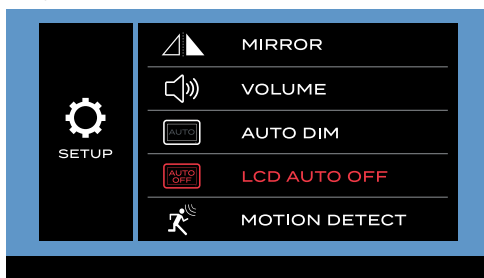 SETUP
MIRROR
VOLUME
AUTO
AUTO DIM
AUTO
OFF
LCD AUTO OFF
MOTION DETECT